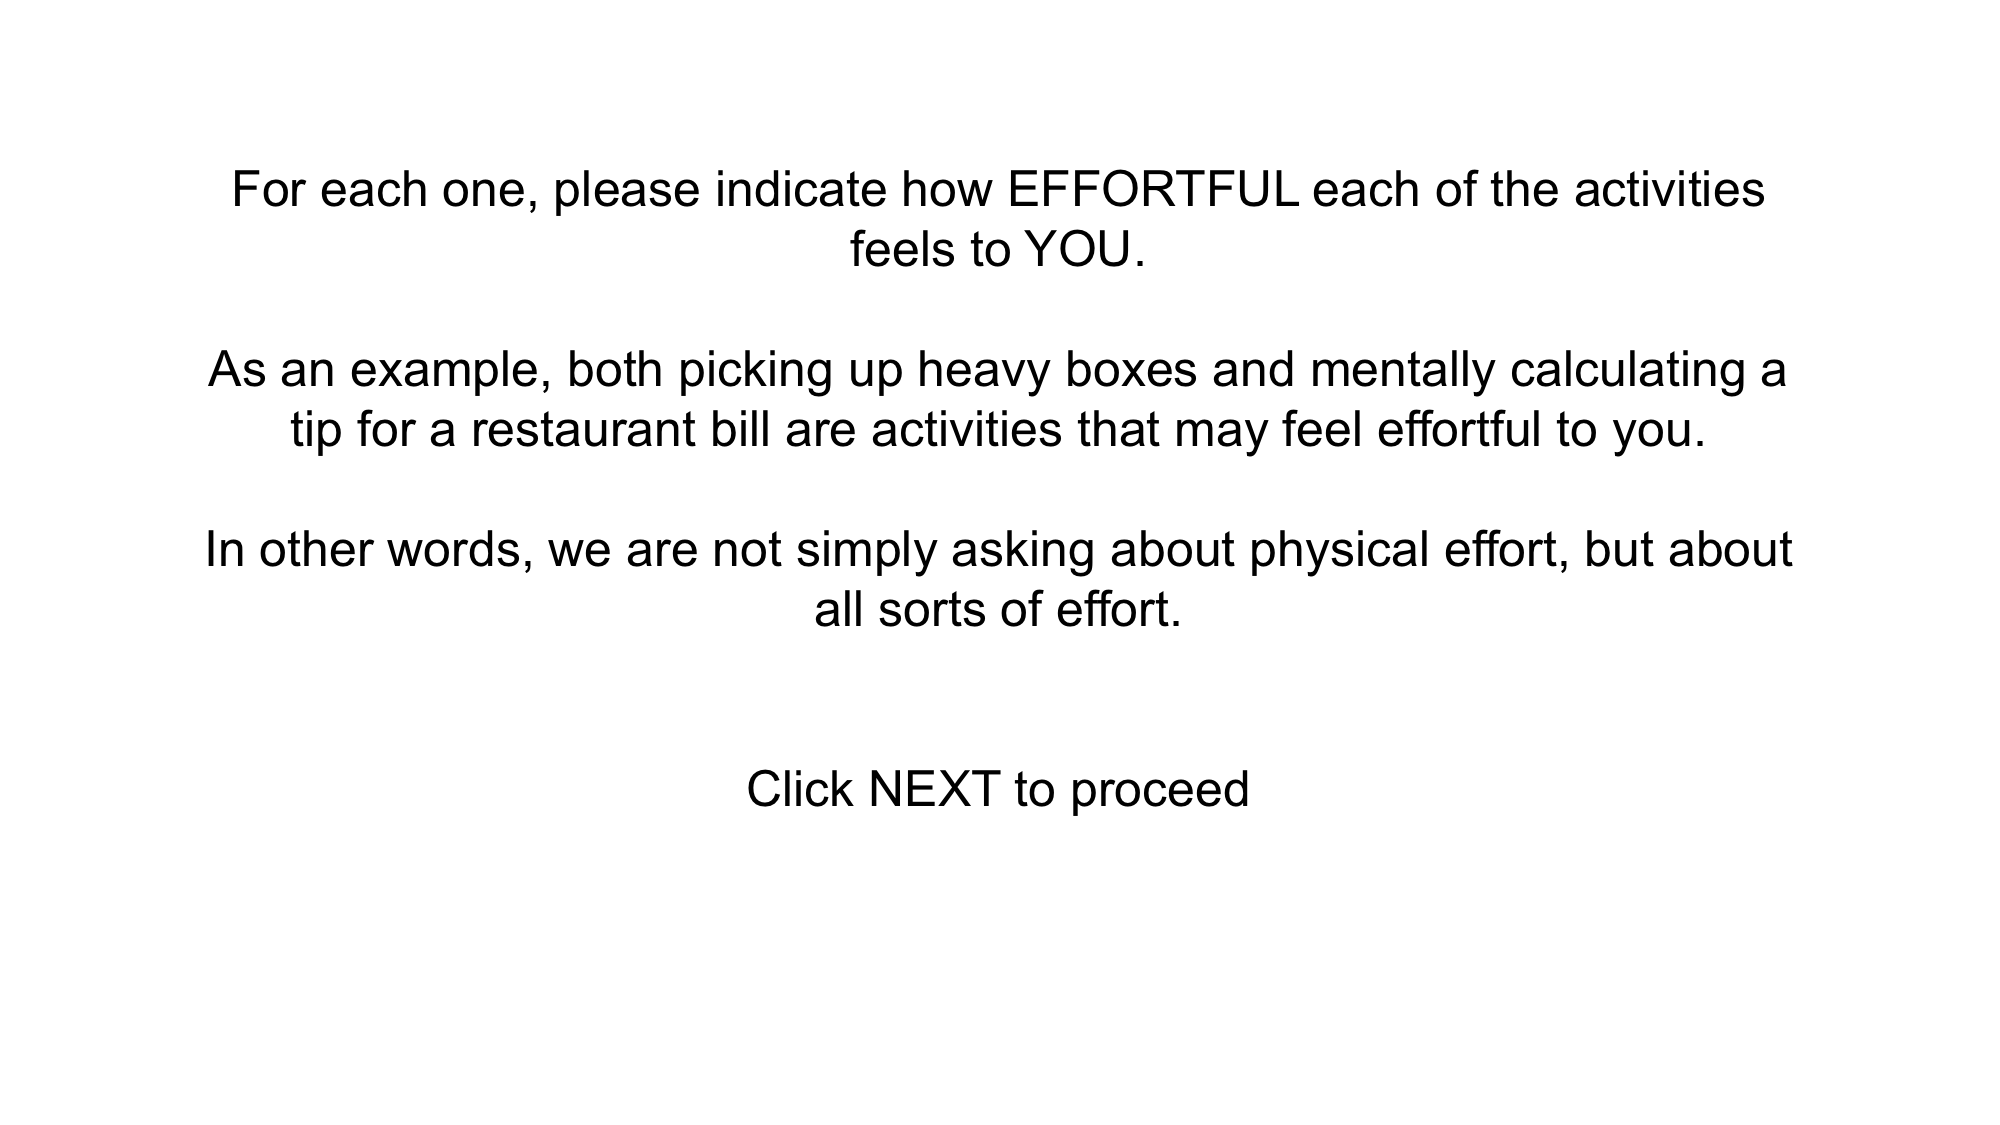 For each one, please indicate how EFFORTFUL each of the activities
feels to YOU.
As an example, both picking up heavy boxes and mentally calculating a
tip for a restaurant bill are activities that may feel effortful to you.
In other words, we are not simply asking about physical effort, but about
all sorts of effort.
Click NEXT to proceed